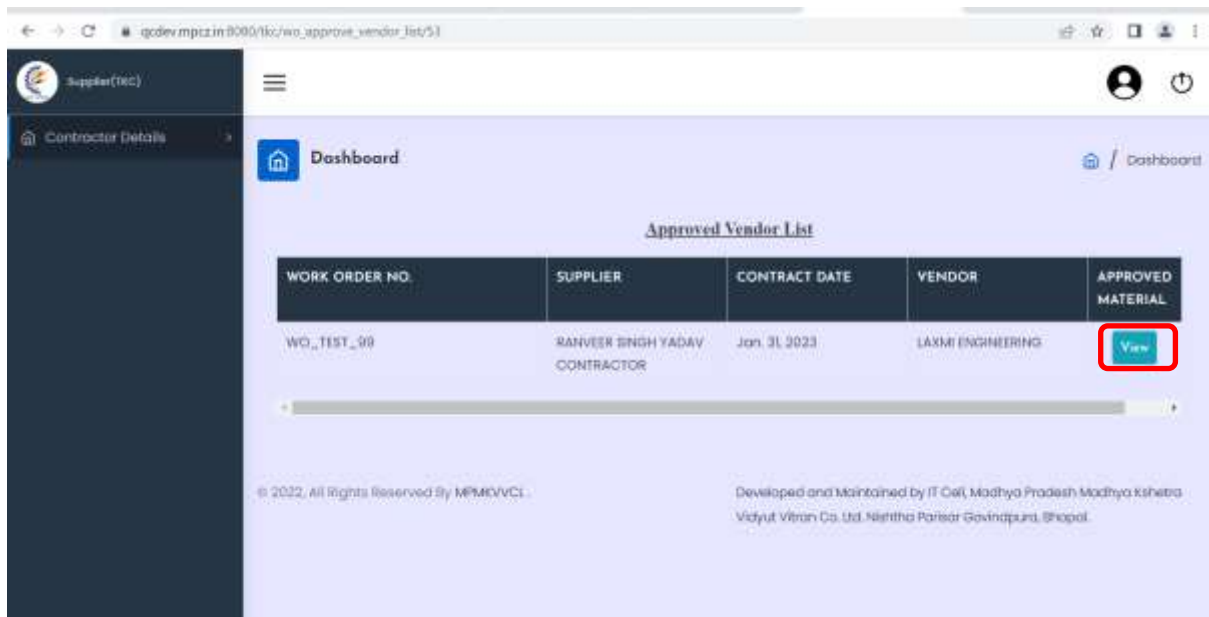 qcdev.mpcz.in:8080/tkc/wo_approve_vendor_list/53
Supplier(TKC)
Contractor Details
Dashboard
/ Dashboard
Approved Vendor List
WORK ORDER NO. SUPPLIER CONTRACT DATE VENDOR APPROVED
MATERIAL
WO_TEST_99 RANVEER SINGH YADAV Jan. 31, 2023 LAXMI ENGINEERING View
CONTRACTOR
© 2022, All Rights Reserved By MPMKVVCL.
Developed and Maintained by IT Cell, Madhya Pradesh Madhya Kshetra
Vidyut Vitran Co. Ltd. Nishtha Parisar Govindpura, Bhopal.